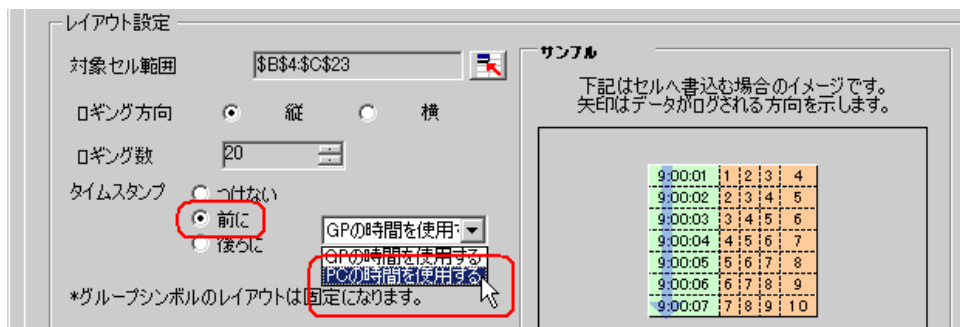 レイアウト設定
対象セル範囲 $B$4:$C$23
ロギング方向 縦 横
ロギング数 20
タイムスタンプ つけない
前に
後ろに
GPの時間を使用
GPの時間を使用する
PCの時間を使用する
*グループシンボルのレイアウトは固定になります。
サンプル
下記はセルへ書込む場合のイメージです。
矢印はデータがログされる方向を示します。
9:00:01 1 2 3 4
9:00:02 2 3 4 5
9:00:03 3 4 5 6
9:00:04 4 5 6 7
9:00:05 5 6 7 8
9:00:06 6 7 8 9
9:00:07 7 8 9 10